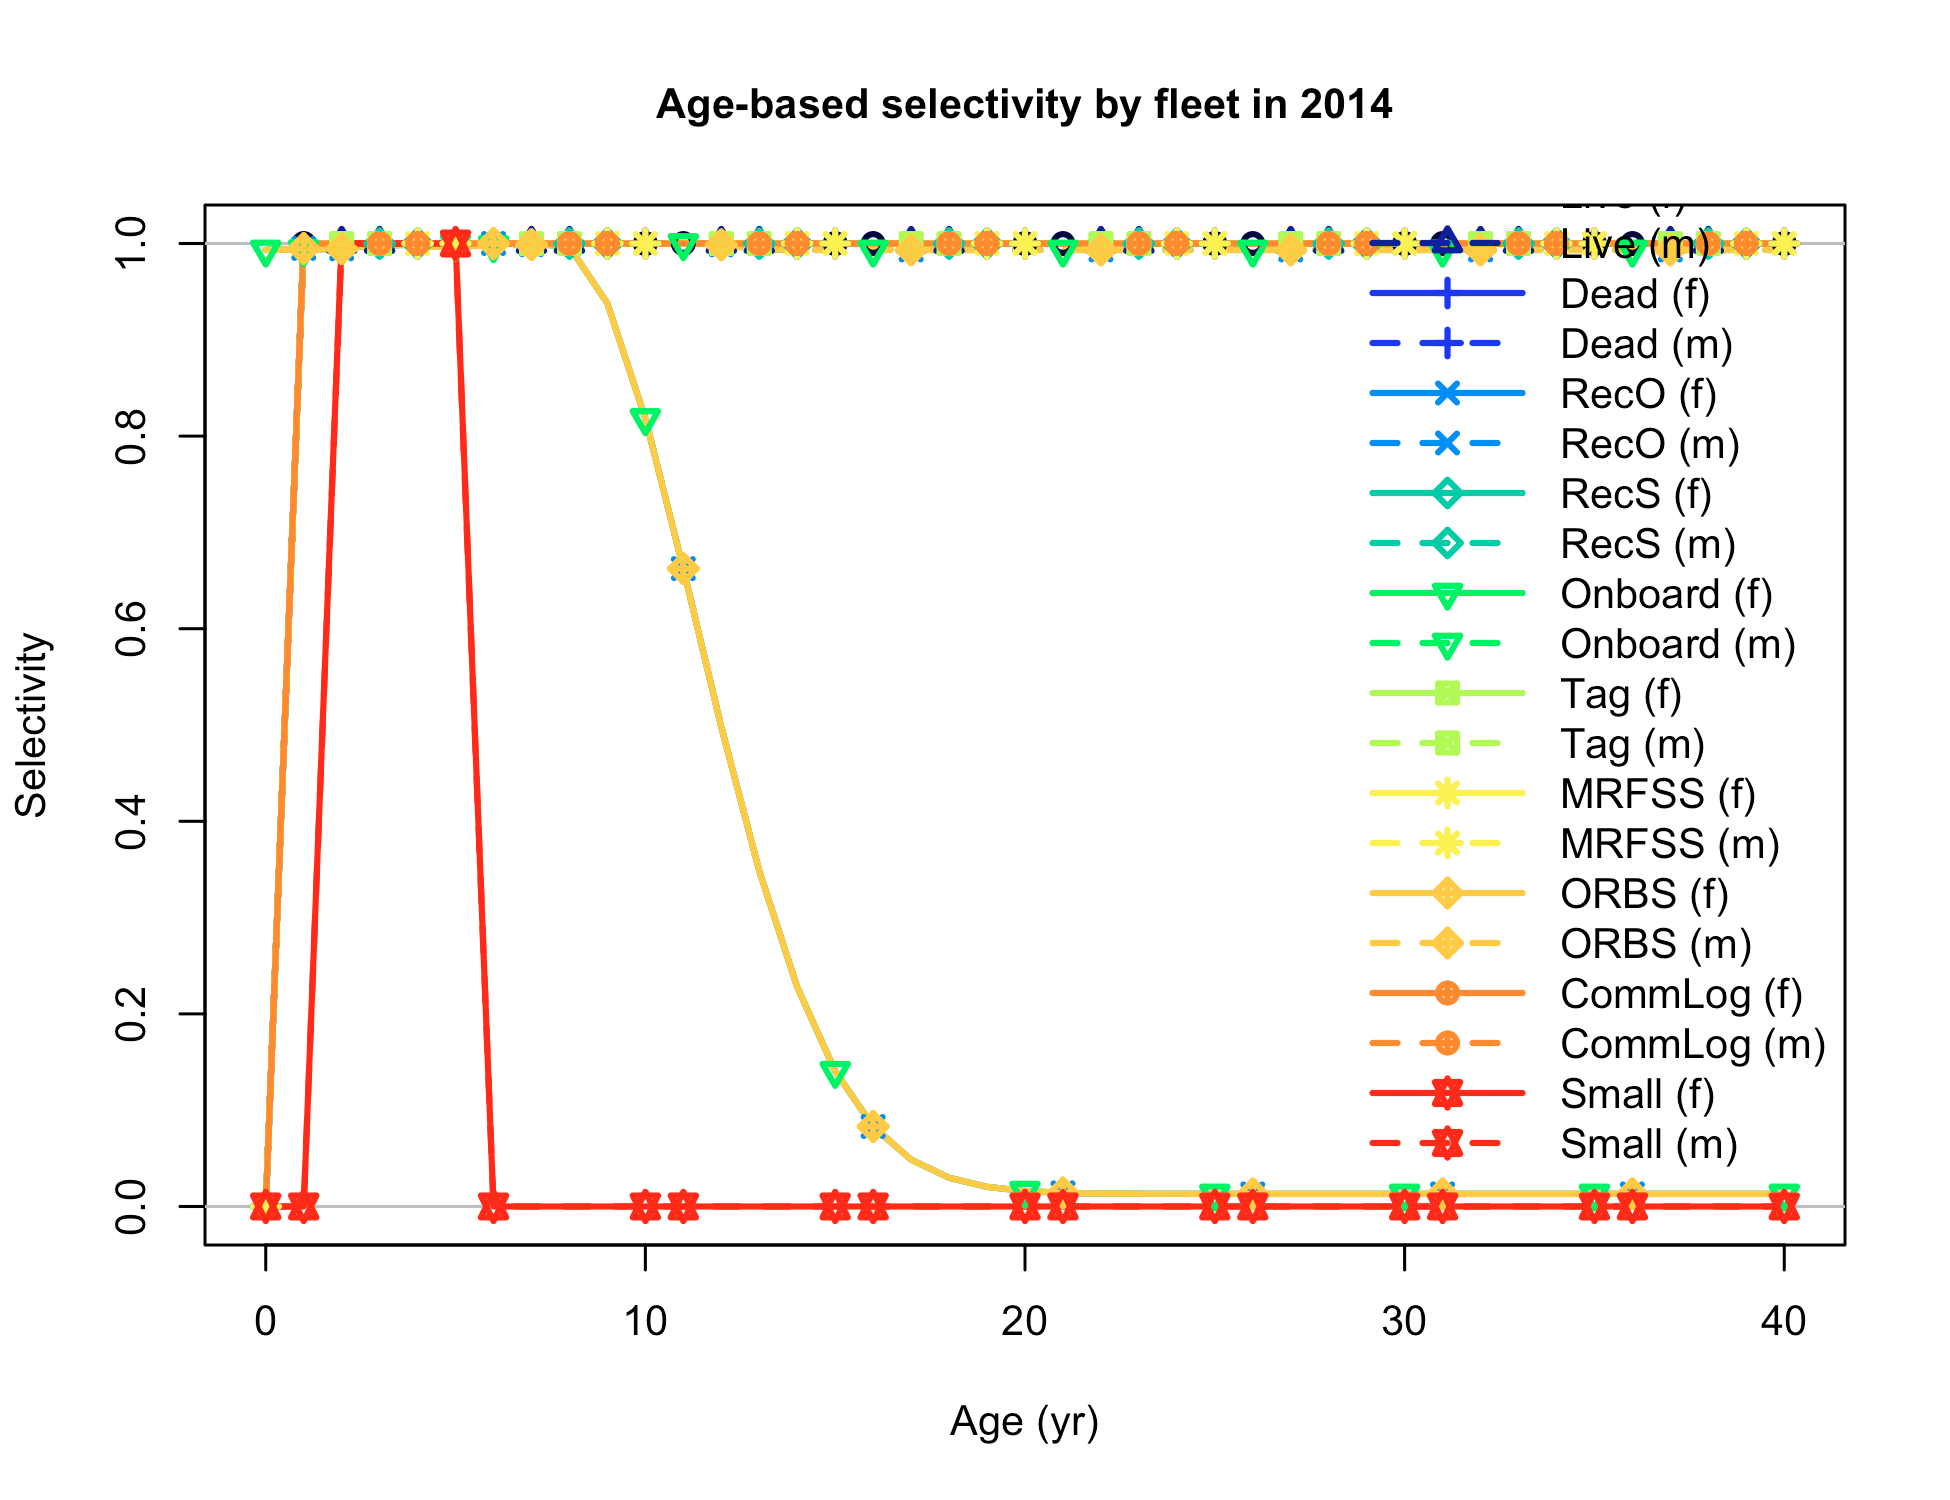 Age-based selectivity by fleet in 2014
Selectivity
1.0
0.8
0.6
0.4
0.2
0.0
Live (m)
Dead (f)
Dead (m)
RecO (f)
RecO (m)
RecS (f)
RecS (m)
Onboard (f)
Onboard (m)
Tag (f)
Tag (m)
MRFSS (f)
MRFSS (m)
ORBS (f)
ORBS (m)
CommLog (f)
CommLog (m)
Small (f)
Small (m)
0
10
20
30
40
Age (yr)